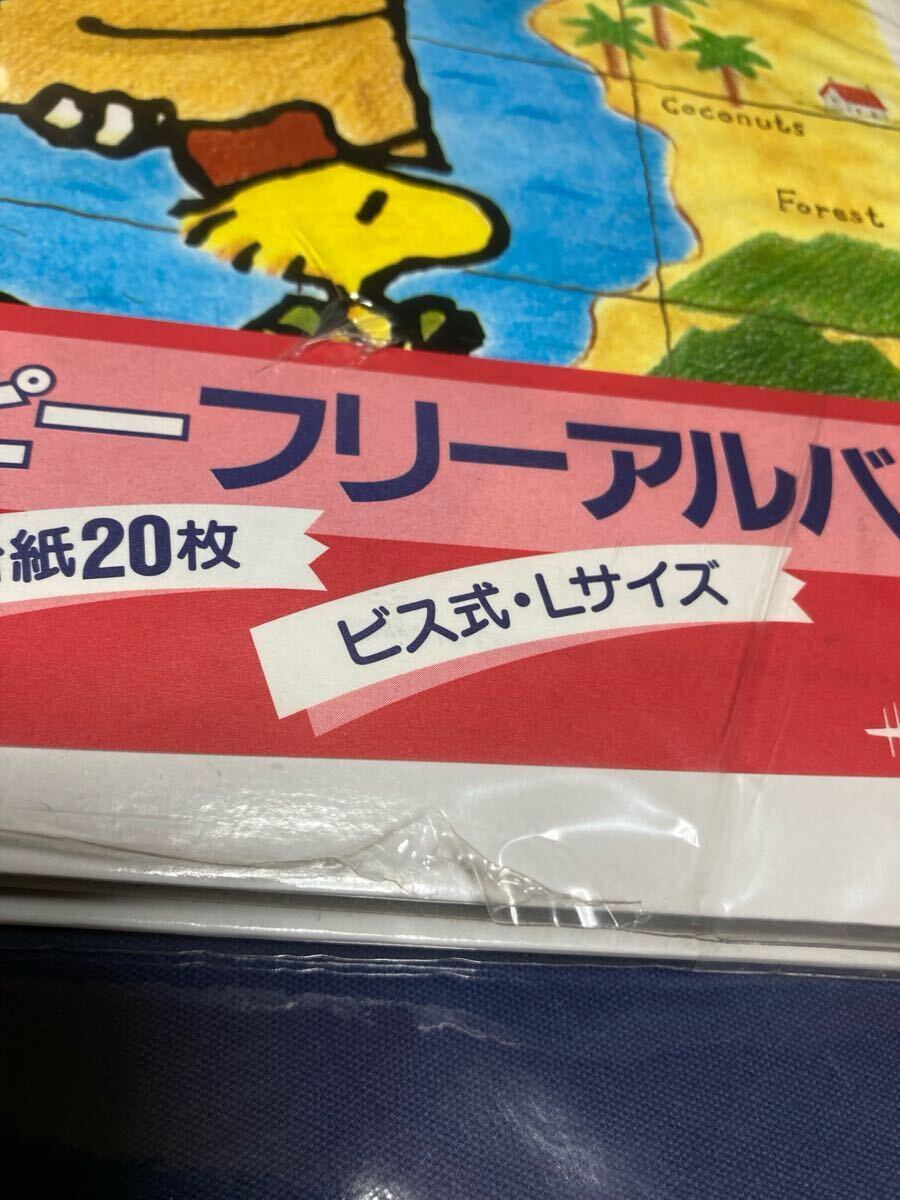 Coconuts
Forest
ピーフリーアルバ
紙20枚
ビス式・Lサイズ